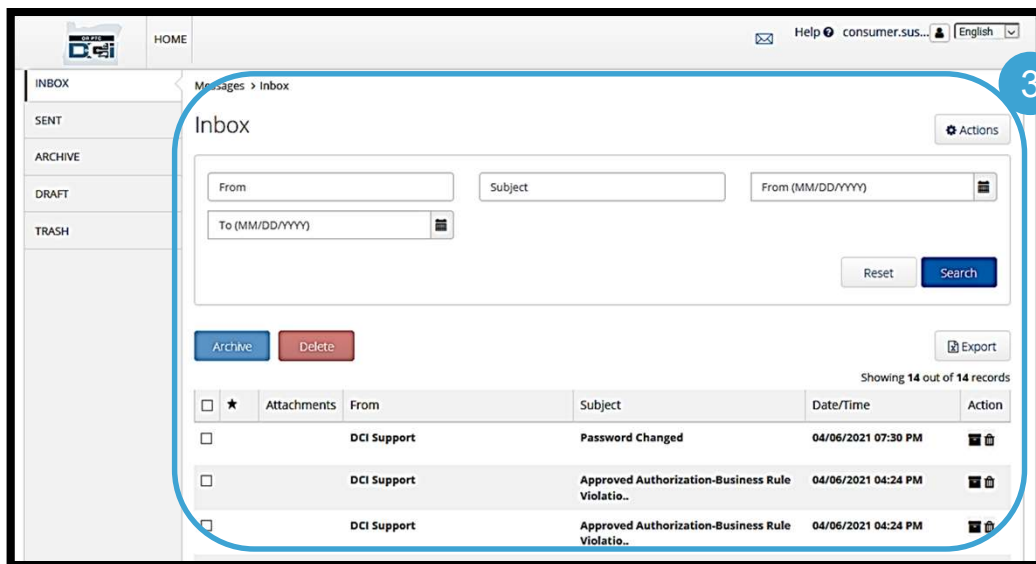 OR PTC
DCi
HOME
Help consumer.sus... English
INBOX
SENT
ARCHIVE
DRAFT
TRASH
Messages > Inbox
3
Inbox
Actions
From
Subject
From (MM/DD/YYYY)
To (MM/DD/YYYY)
Reset
Search
Archive
Delete
Export
Showing 14 out of 14 records
Attachments From Subject Date/Time Action
DCI Support Password Changed 04/06/2021 07:30 PM
DCI Support Approved Authorization-Business Rule 04/06/2021 04:24 PM
Violatio..
DCI Support Approved Authorization-Business Rule 04/06/2021 04:24 PM
Violatio..